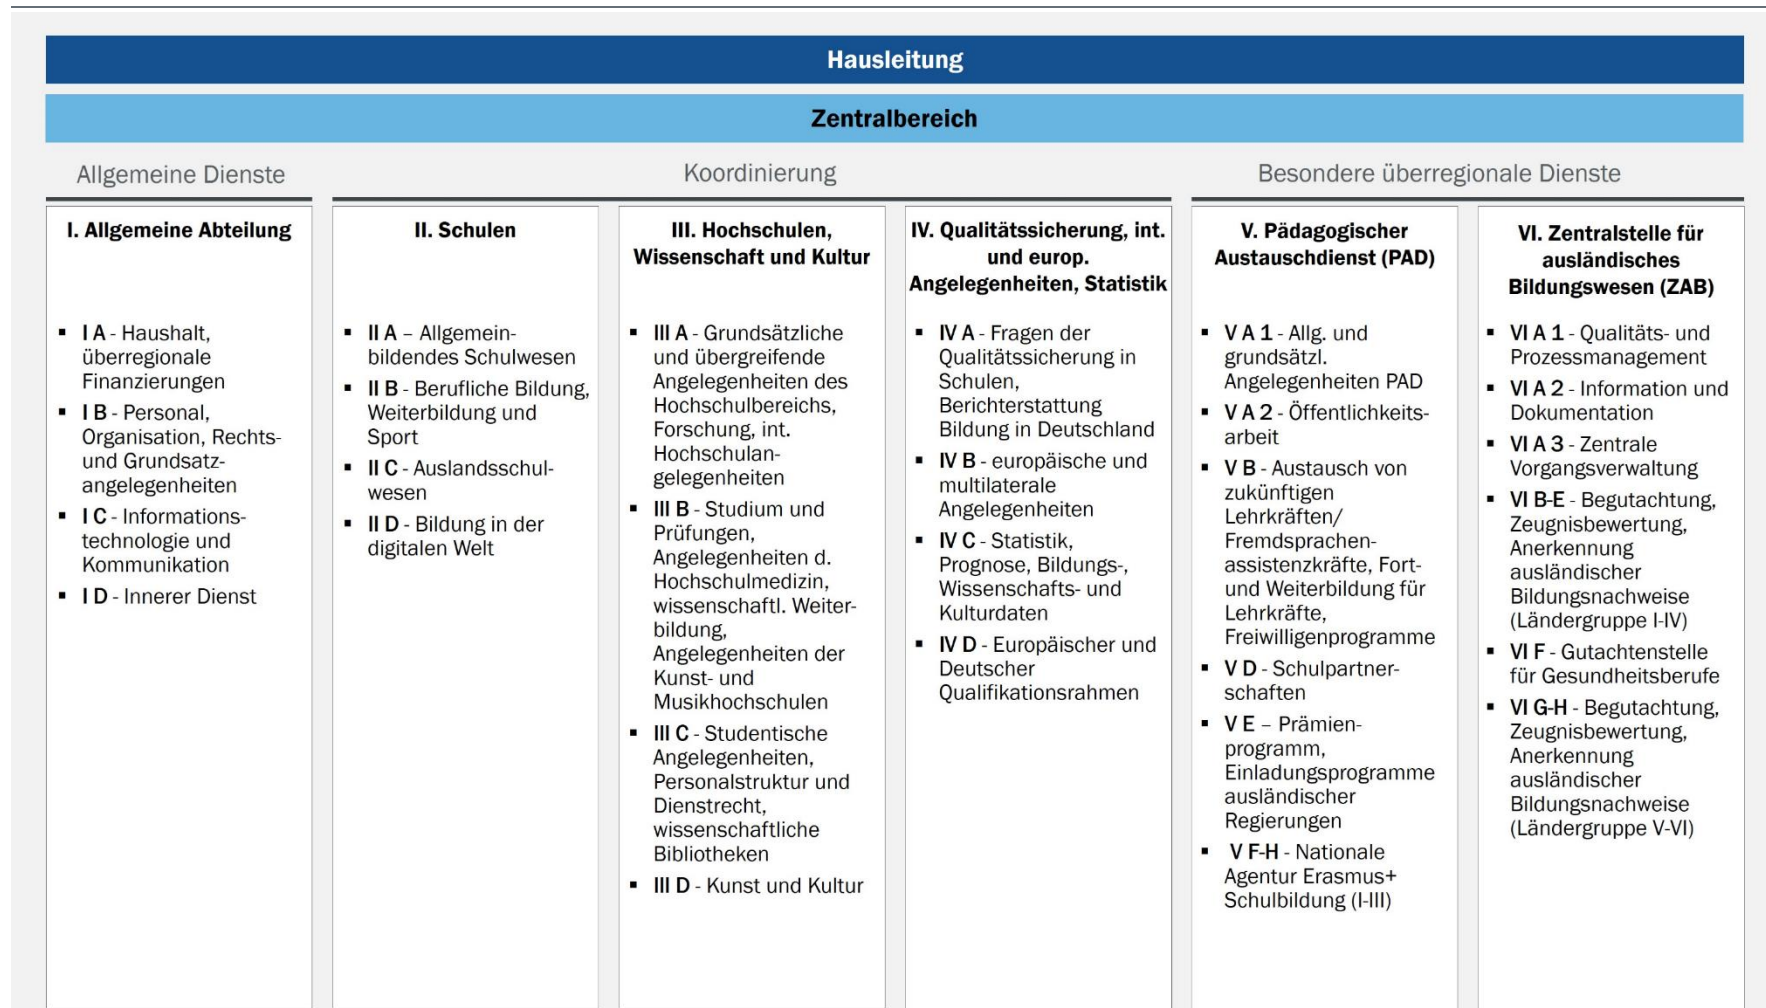 Hausleitung
Zentralbereich
Allgemeine Dienste
Koordinierung
Besondere überregionale Dienste
I. Allgemeine Abteilung
▪ I A - Haushalt,
überregionale
Finanzierungen
▪ I B - Personal,
Organisation, Rechts-
und Grundsatz-
angelegenheiten
▪ I C - Informations-
technologie und
Kommunikation
▪ I D - Innerer Dienst
II. Schulen
▪ II A – Allgemein-
bildendes Schulwesen
▪ II B - Berufliche Bildung,
Weiterbildung und
Sport
▪ II C - Auslandsschul-
wesen
▪ II D - Bildung in der
digitalen Welt
III. Hochschulen,
Wissenschaft und Kultur
▪ III A - Grundsätzliche
und übergreifende
Angelegenheiten des
Hochschulbereichs,
Forschung, int.
Hochschulan-
gelegenheiten
▪ III B - Studium und
Prüfungen,
Angelegenheiten d.
Hochschulmedizin,
wissenschaftl. Weiter-
bildung,
Angelegenheiten der
Kunst- und
Musikhochschulen
▪ III C - Studentische
Angelegenheiten,
Personalstruktur und
Dienstrecht,
wissenschaftliche
Bibliotheken
▪ III D - Kunst und Kultur
IV. Qualitätssicherung, int.
und europ.
Angelegenheiten, Statistik
▪ IV A - Fragen der
Qualitätssicherung in
Schulen,
Berichterstattung
Bildung in Deutschland
▪ IV B - europäische und
multilaterale
Angelegenheiten
▪ IV C - Statistik,
Prognose, Bildungs-,
Wissenschafts- und
Kulturdaten
▪ IV D - Europäischer und
Deutscher
Qualifikationsrahmen
V. Pädagogischer
Austauschdienst (PAD)
▪ V A 1 - Allg. und
grundsätzl.
Angelegenheiten PAD
▪ V A 2 - Öffentlichkeits-
arbeit
▪ V B - Austausch von
zukünftigen
Lehrkräften/
Fremdsprachen-
assistenzkräfte, Fort-
und Weiterbildung für
Lehrkräfte,
Freiwilligenprogramme
▪ V D - Schulpartner-
schaften
▪ V E – Prämien-
programm,
Einladungsprogramme
ausländischer
Regierungen
▪ V F-H - Nationale
Agentur Erasmus+
Schulbildung (I-III)
VI. Zentralstelle für
ausländisches
Bildungswesen (ZAB)
▪ VI A 1 - Qualitäts- und
Prozessmanagement
▪ VI A 2 - Information und
Dokumentation
▪ VI A 3 - Zentrale
Vorgangsverwaltung
▪ VI B-E - Begutachtung,
Zeugnisbewertung,
Anerkennung
ausländischer
Bildungsnachweise
(Ländergruppe I-IV)
▪ VI F - Gutachtenstelle
für Gesundheitsberufe
▪ VI G-H - Begutachtung,
Zeugnisbewertung,
Anerkennung
ausländischer
Bildungsnachweise
(Ländergruppe V-VI)